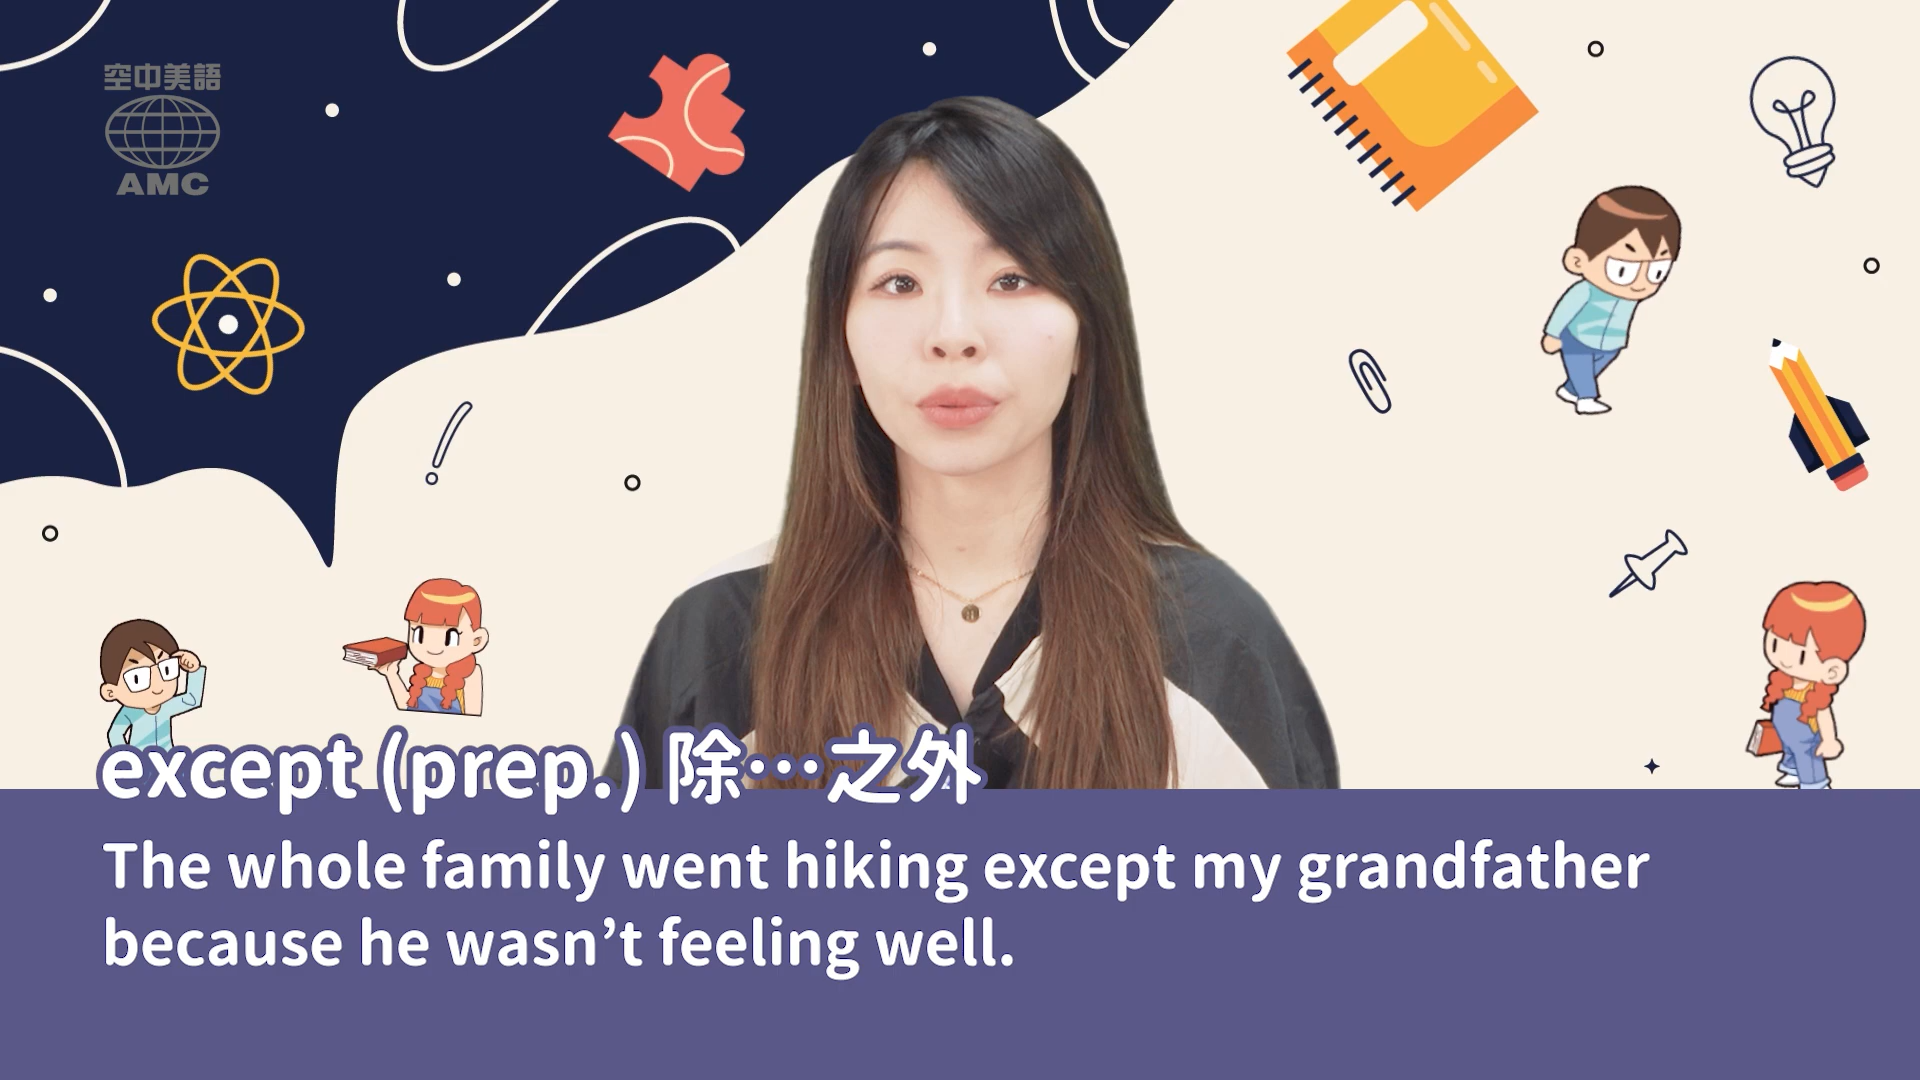 空中美語
AMC
except (prep.) 除…之外
The whole family went hiking except my grandfather
because he wasn’t feeling well.